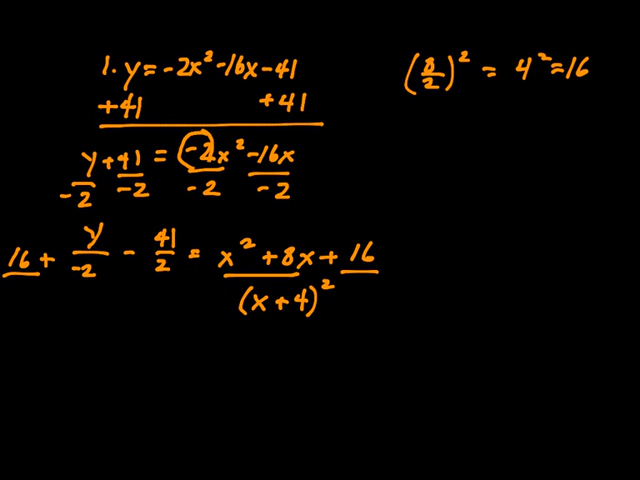 1. y = -2x² -16x - 41
(8/2)² = 4² = 16
+41 +41
y + 41 = -2x² -16x
-2 -2 -2 -2
16 + y/-2 - 41/2 = x² + 8x + 16
(x + 4)²